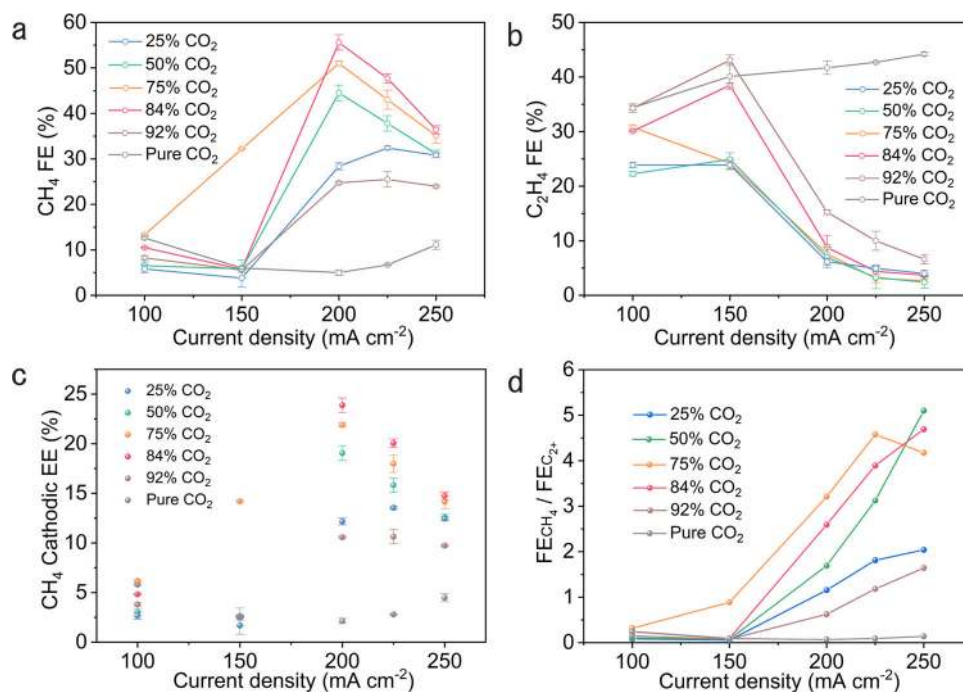 a
60
50
40
30
20
10
0
CH₄ FE (%)
25% CO₂
50% CO₂
75% CO₂
84% CO₂
92% CO₂
Pure CO₂
100 150 200 250
Current density (mA cm⁻²)
b
50
40
30
20
10
0
C₂H₄ FE (%)
25% CO₂
50% CO₂
75% CO₂
84% CO₂
92% CO₂
Pure CO₂
100 150 200 250
Current density (mA cm⁻²)
c
25
20
15
10
5
0
CH₄ Cathodic EE (%)
25% CO₂
50% CO₂
75% CO₂
84% CO₂
92% CO₂
Pure CO₂
100 150 200 250
Current density (mA cm⁻²)
d
6
5
4
3
2
1
0
FE_CH₄ / FE_C₂₊
25% CO₂
50% CO₂
75% CO₂
84% CO₂
92% CO₂
Pure CO₂
100 150 200 250
Current density (mA cm⁻²)